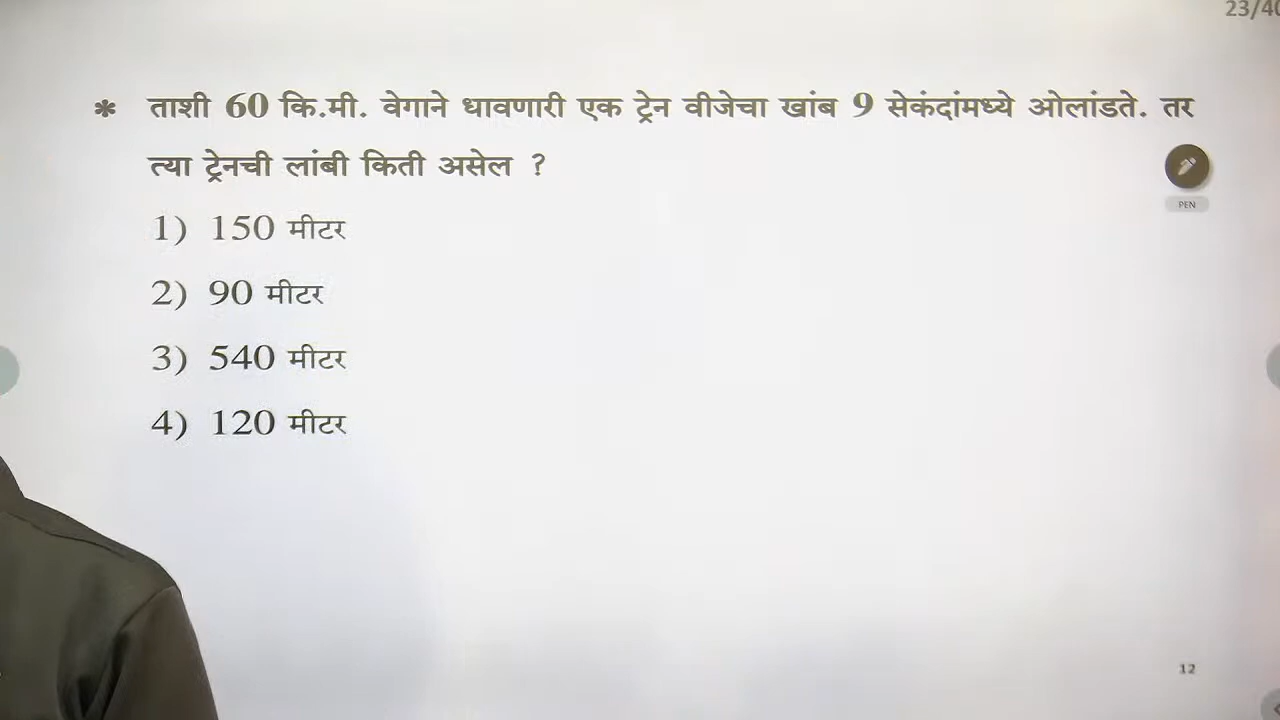 23/40
* ताशी 60 कि.मी. वेगाने धावणारी एक ट्रेन वीजेचा खांब 9 सेकंदांमध्ये ओलांडते. तर
त्या ट्रेनची लांबी किती असेल ?
PEN
1) 150 मीटर
2) 90 मीटर
3) 540 मीटर
4) 120 मीटर
12